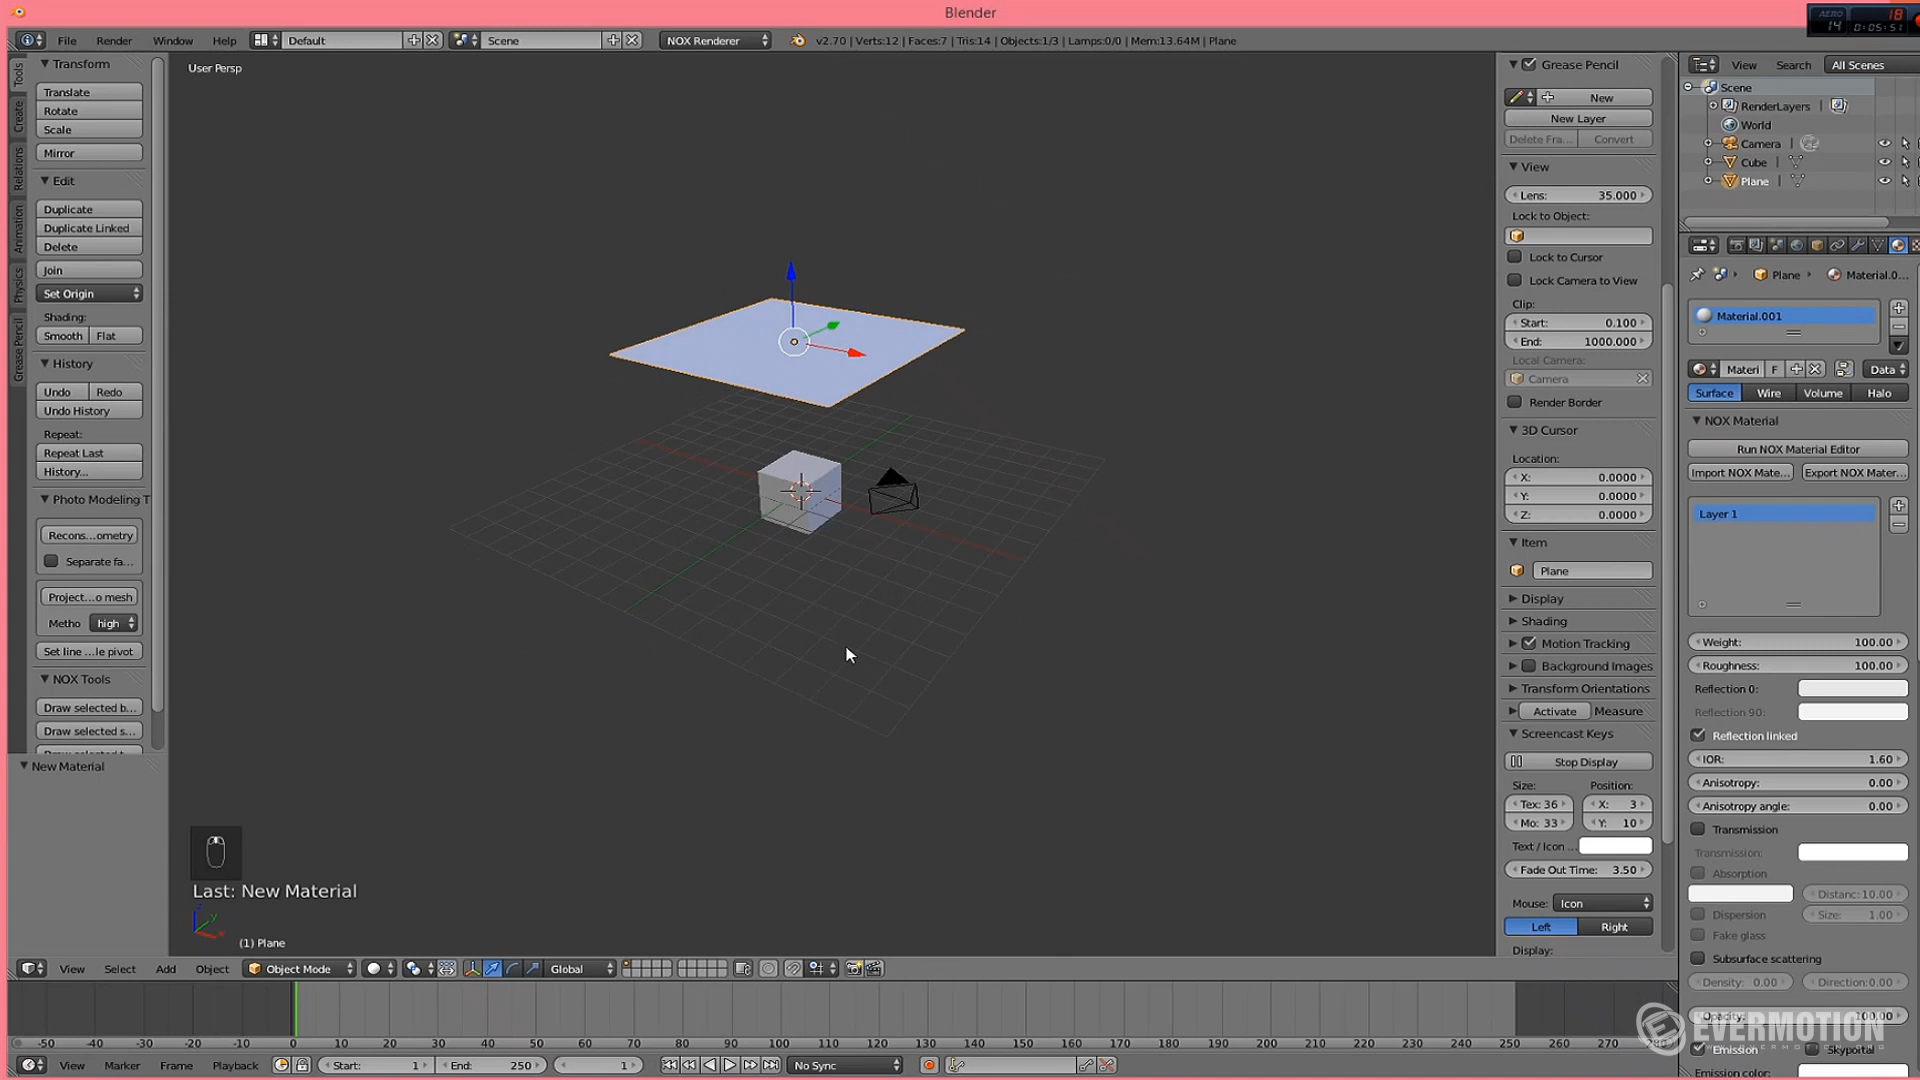 Blender
AERO 18
14 0:05:51
File Render Window Help Default Scene NOX Renderer v2.70 | Verts:12 | Faces:7 | Tris:14 | Objects:1/3 | Lamps:0/0 | Mem:13.64M | Plane
Tools
Create
Relations
Animation
Physics
Grease Pencil
Transform
Translate
Rotate
Scale
Mirror
Edit
Duplicate
Duplicate Linked
Delete
Join
Set Origin
Shading:
Smooth Flat
History
Undo Redo
Undo History
Repeat:
Repeat Last
History...
Photo Modeling T
Recons...ometry
Separate fa...
Project...o mesh
Metho high
Set line ...le pivot
NOX Tools
Draw selected b...
Draw selected s...
New Material
User Persp
Last: New Material
(1) Plane
Grease Pencil
New
New Layer
Delete Fra... Convert
View
Lens: 35.000
Lock to Object:
Lock to Cursor
Lock Camera to View
Clip:
Start: 0.100
End: 1000.000
Local Camera:
Camera
Render Border
3D Cursor
Location:
X: 0.0000
Y: 0.0000
Z: 0.0000
Item
Plane
Display
Shading
Motion Tracking
Background Images
Transform Orientations
Activate Measure
Screencast Keys
Stop Display
Size: Position:
Tex: 36 X: 3
Mo: 33 Y: 10
Text / Icon ...
Fade Out Time: 3.50
Mouse: Icon
Left Right
Display:
View Search All Scenes
Scene
RenderLayers
World
Camera
Cube
Plane
Plane Material.0...
Material.001
Materi F Data
Surface Wire Volume Halo
NOX Material
Run NOX Material Editor
Import NOX Mate... Export NOX Mater...
Layer 1
Weight: 100.00
Roughness: 100.00
Reflection 0:
Reflection 90:
Reflection linked
IOR: 1.60
Anisotropy: 0.00
Anisotropy angle: 0.00
Transmission
Transmission:
Absorption
Distanc: 10.00
Dispersion Size: 1.00
Fake glass
Subsurface scattering
Density: 0.00 Direction:0.00
Opacity: 100.00
Emission Skyportal
Emission color:
EVERMOTION
View Select Add Object Object Mode Global
-50 -40 -30 -20 -10 0 10 20 30 40 50 60 70 80 90 100 110 120 130 140 150 160 170 180 190 200 210 220 230 240 250 260 270 280
View Marker Frame Playback Start: 1 End: 250 1 No Sync